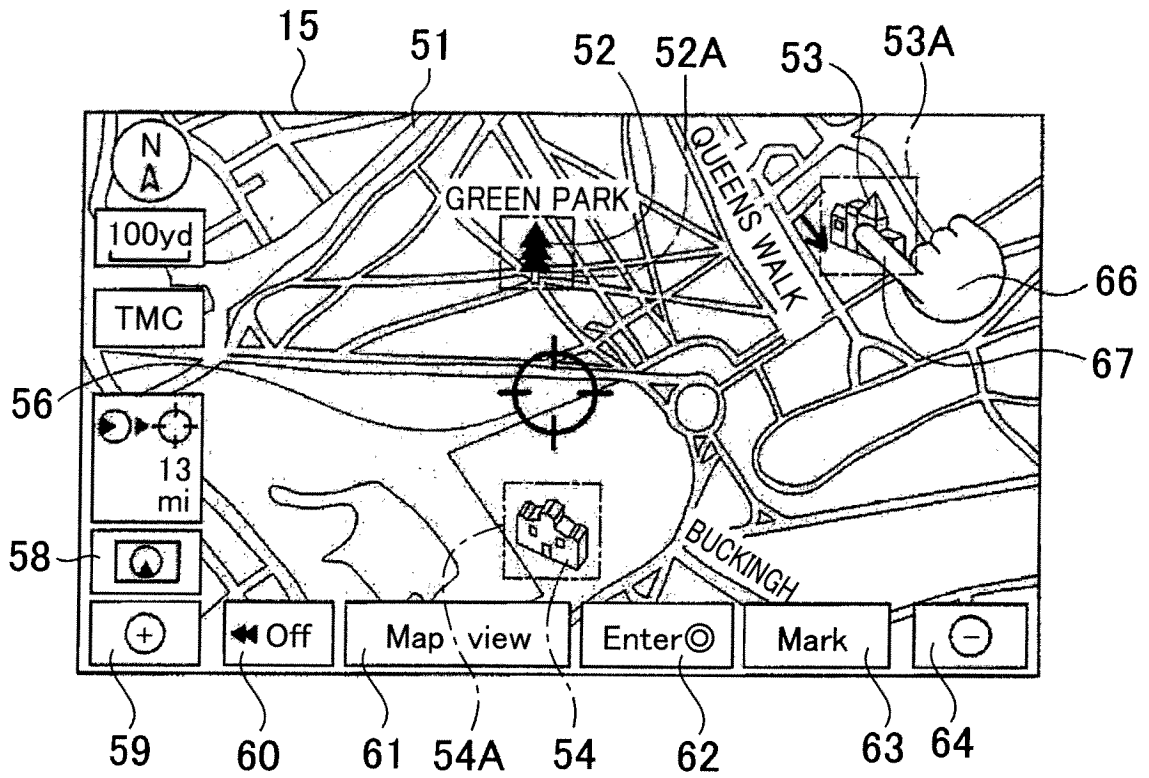 15
51
52
52A
53
53A
N
GREEN PARK
QUEENS WALK
100yd
TMC
66
67
56
13
mi
58
BUCKINGH
+
Off
Map view
Enter
Mark
−
59
60
61
54A
54
62
63
64